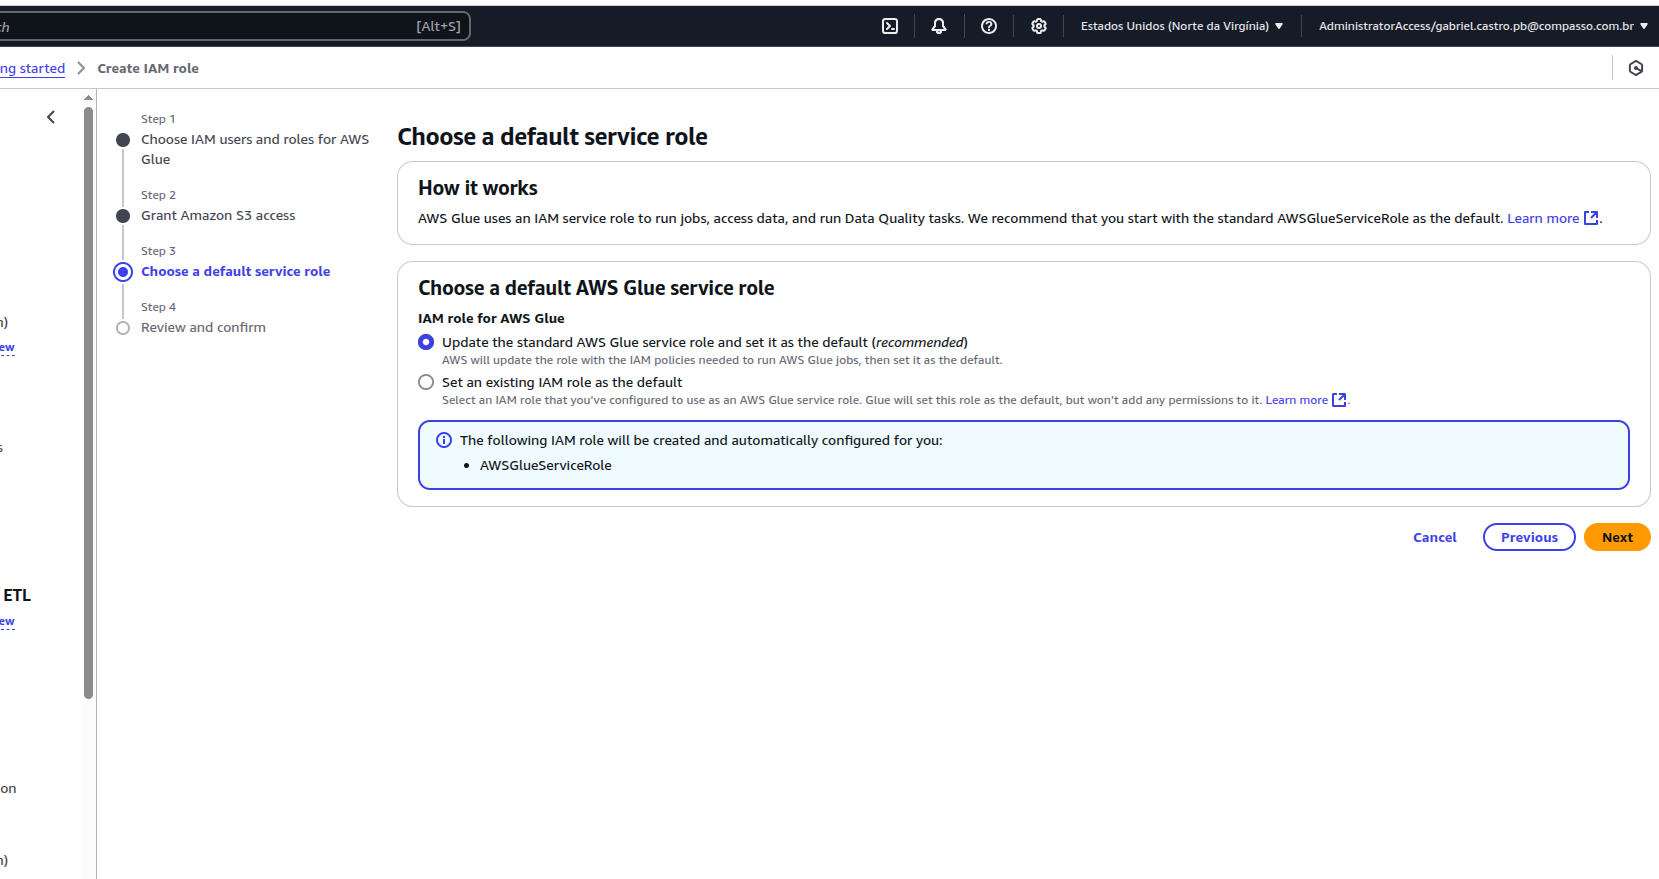 [Alt+S]
Estados Unidos (Norte da Virgínia)
AdministratorAccess/gabriel.castro.pb@compasso.com.br
ng started
Create IAM role
Step 1
Choose IAM users and roles for AWS
Glue
Step 2
Grant Amazon S3 access
Step 3
Choose a default service role
Step 4
Review and confirm
ew
ETL
ew
on
Choose a default service role
How it works
AWS Glue uses an IAM service role to run jobs, access data, and run Data Quality tasks. We recommend that you start with the standard AWSGlueServiceRole as the default. Learn more.
Choose a default AWS Glue service role
IAM role for AWS Glue
Update the standard AWS Glue service role and set it as the default (recommended)
AWS will update the role with the IAM policies needed to run AWS Glue jobs, then set it as the default.
Set an existing IAM role as the default
Select an IAM role that you’ve configured to use as an AWS Glue service role. Glue will set this role as the default, but won’t add any permissions to it. Learn more.
The following IAM role will be created and automatically configured for you:
• AWSGlueServiceRole
Cancel
Previous
Next